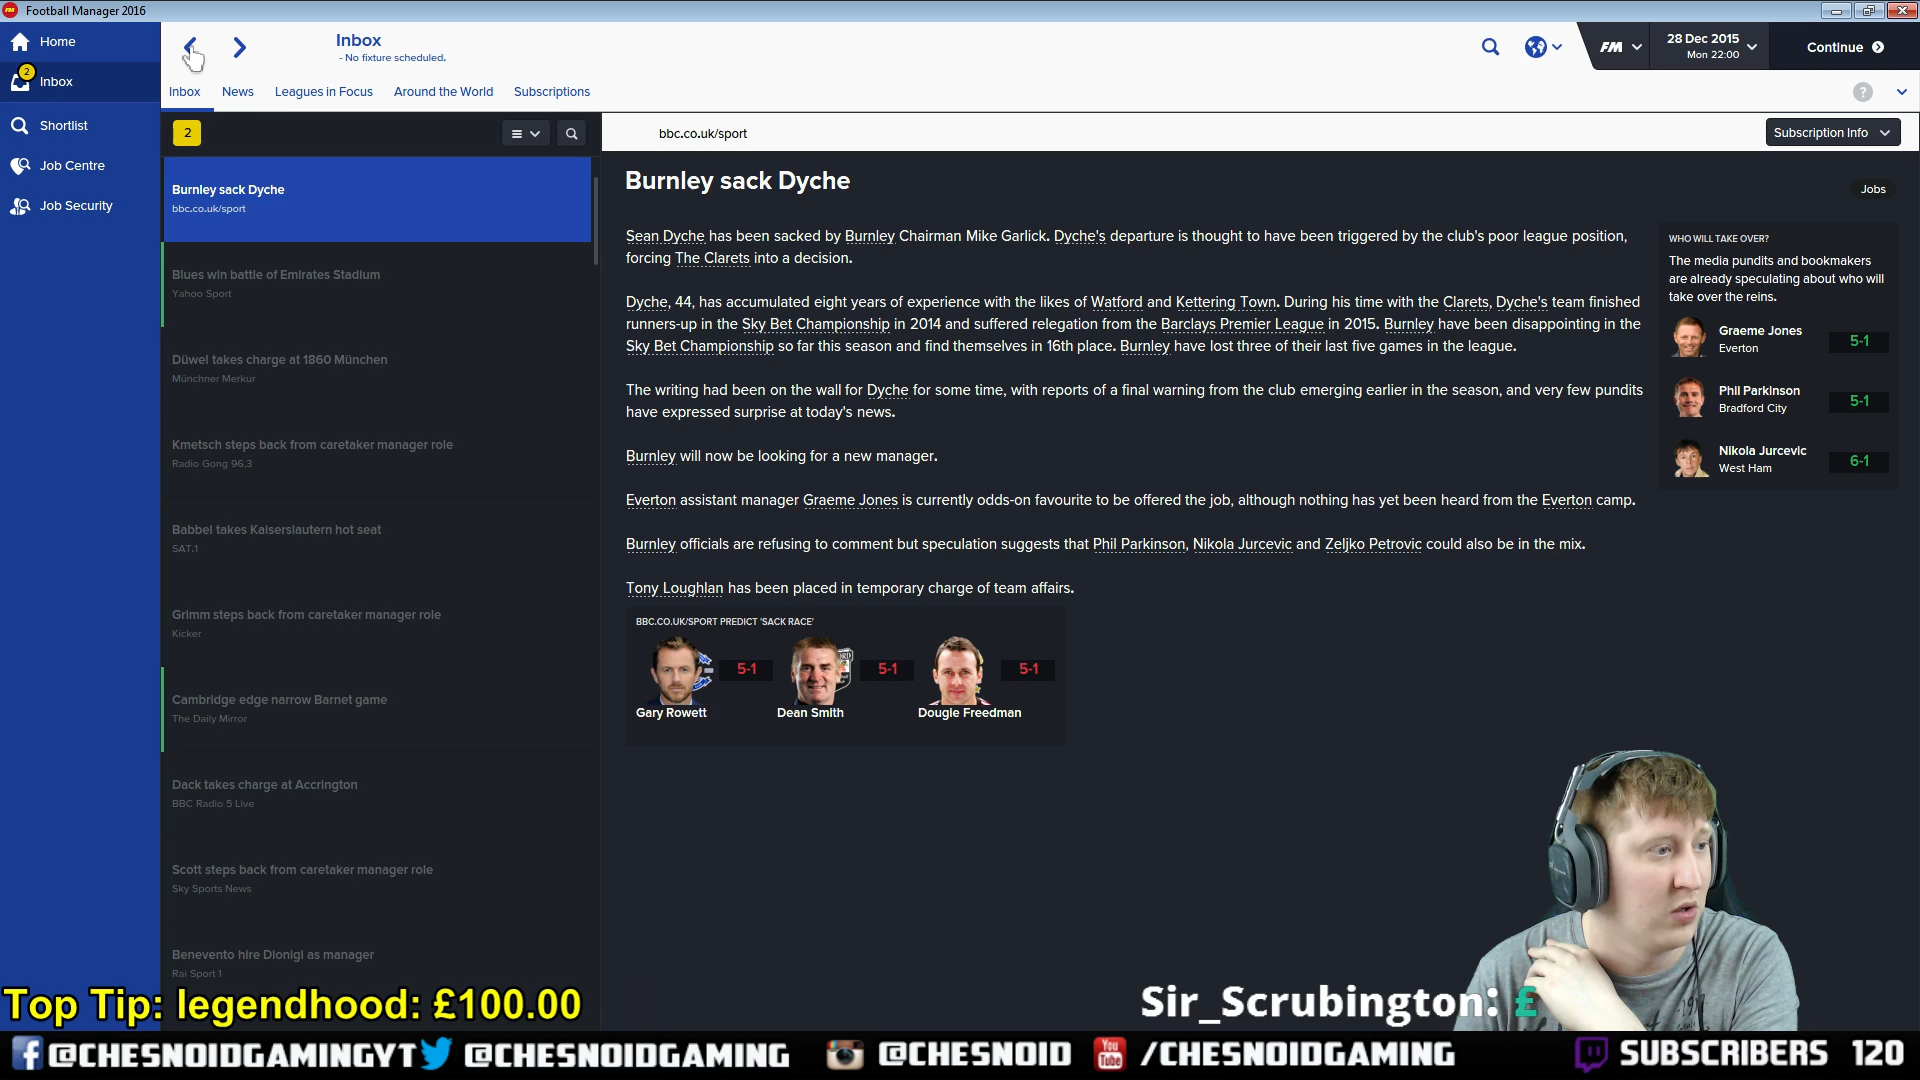 Football Manager 2016
Home
2
Inbox
Shortlist
Job Centre
Job Security
Inbox
- No fixture scheduled.
FM
28 Dec 2015
Mon 22:00
Continue
Inbox
News
Leagues in Focus
Around the World
Subscriptions
?
2
Burnley sack Dyche
bbc.co.uk/sport
Blues win battle of Emirates Stadium
Yahoo Sport
Düwel takes charge at 1860 München
Münchner Merkur
Kmetsch steps back from caretaker manager role
Radio Gong 96,3
Babbel takes Kaiserslautern hot seat
SAT.1
Grimm steps back from caretaker manager role
Kicker
Cambridge edge narrow Barnet game
The Daily Mirror
Dack takes charge at Accrington
BBC Radio 5 Live
Scott steps back from caretaker manager role
Sky Sports News
Benevento hire Dionigi as manager
Rai Sport 1
bbc.co.uk/sport
Subscription Info
Burnley sack Dyche
Jobs
Sean Dyche has been sacked by Burnley Chairman Mike Garlick. Dyche's departure is thought to have been triggered by the club's poor league position,
forcing The Clarets into a decision.
Dyche, 44, has accumulated eight years of experience with the likes of Watford and Kettering Town. During his time with the Clarets, Dyche's team finished
runners-up in the Sky Bet Championship in 2014 and suffered relegation from the Barclays Premier League in 2015. Burnley have been disappointing in the
Sky Bet Championship so far this season and find themselves in 16th place. Burnley have lost three of their last five games in the league.
The writing had been on the wall for Dyche for some time, with reports of a final warning from the club emerging earlier in the season, and very few pundits
have expressed surprise at today's news.
Burnley will now be looking for a new manager.
Everton assistant manager Graeme Jones is currently odds-on favourite to be offered the job, although nothing has yet been heard from the Everton camp.
Burnley officials are refusing to comment but speculation suggests that Phil Parkinson, Nikola Jurcevic and Zeljko Petrovic could also be in the mix.
Tony Loughlan has been placed in temporary charge of team affairs.
BBC.CO.UK/SPORT PREDICT 'SACK RACE'
5-1
5-1
5-1
Gary Rowett
Dean Smith
Dougie Freedman
WHO WILL TAKE OVER?
The media pundits and bookmakers
are already speculating about who will
take over the reins.
Graeme Jones
Everton
5-1
Phil Parkinson
Bradford City
5-1
Nikola Jurcevic
West Ham
6-1
Top Tip: legendhood: £100.00
Sir_Scrubington: £
@CHESNOIDGAMINGYT
@CHESNOIDGAMING
@CHESNOID
You Tube
/CHESNOIDGAMING
SUBSCRIBERS 120